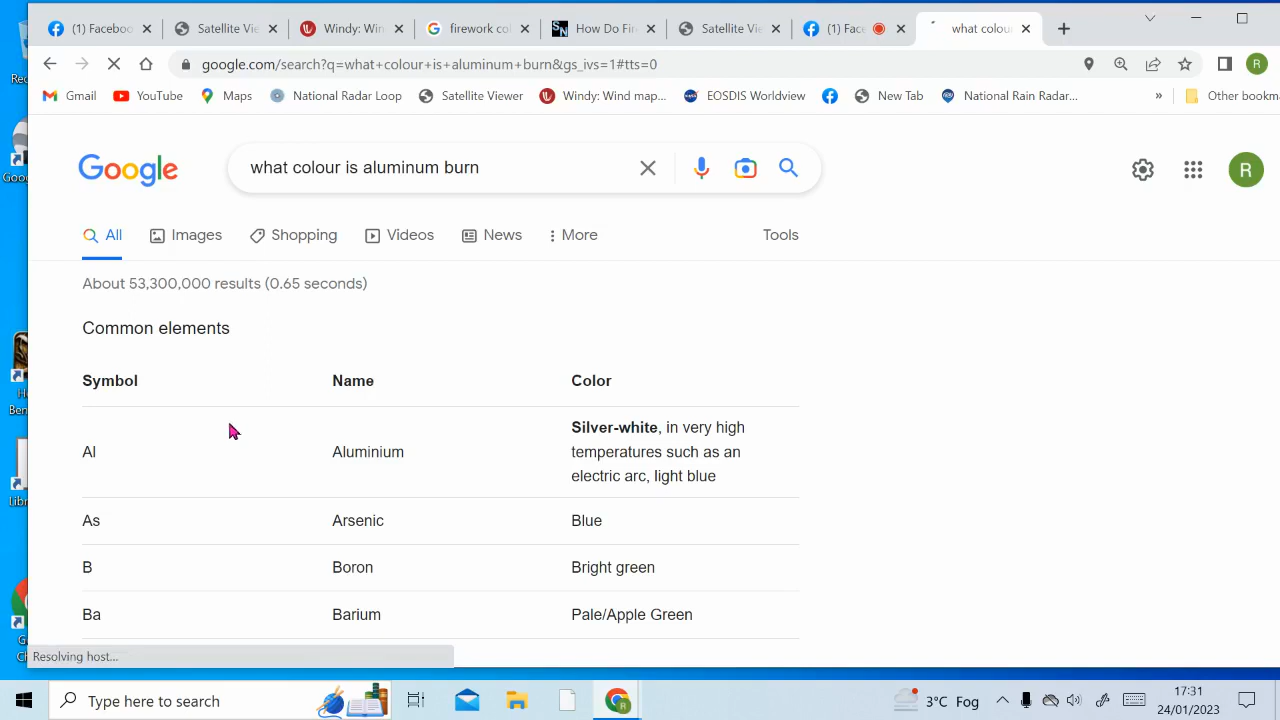 (1) Faceboo
Satellite Vie
Windy: Win
firework col
How Do Fire
Satellite Vie
(1) Face
what colour
google.com/search?q=what+colour+is+aluminum+burn&gs_ivs=1#tts=0
R
Gmail
YouTube
Maps
National Radar Loop
Satellite Viewer
Windy: Wind map...
EOSDIS Worldview
New Tab
National Rain Radar...
»
Other bookma
Google
what colour is aluminum burn
R
All
Images
Shopping
Videos
News
More
Tools
About 53,300,000 results (0.65 seconds)
Common elements
Symbol Name Color
Al Aluminium Silver-white, in very high
temperatures such as an
electric arc, light blue
As Arsenic Blue
B Boron Bright green
Ba Barium Pale/Apple Green
Resolving host...
Type here to search
3°C Fog
17:31
24/01/2023